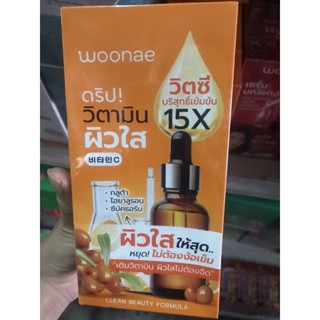 woonae
วิตซี
บริสุทธิ์เข้มข้น
15X
ดริป!
วิตามิน
ผิวใส
비타민C
กลูต้า
ไฮยาลูรอน
ซีบัคธอร์น
ผิวใสให้สุด..
หยุด! ไม่ต้องง้อเข็ม
"เติมวิตามิน ผิวใสไม่ต้องฉีด"
CLEAN BEAUTY FORMULA